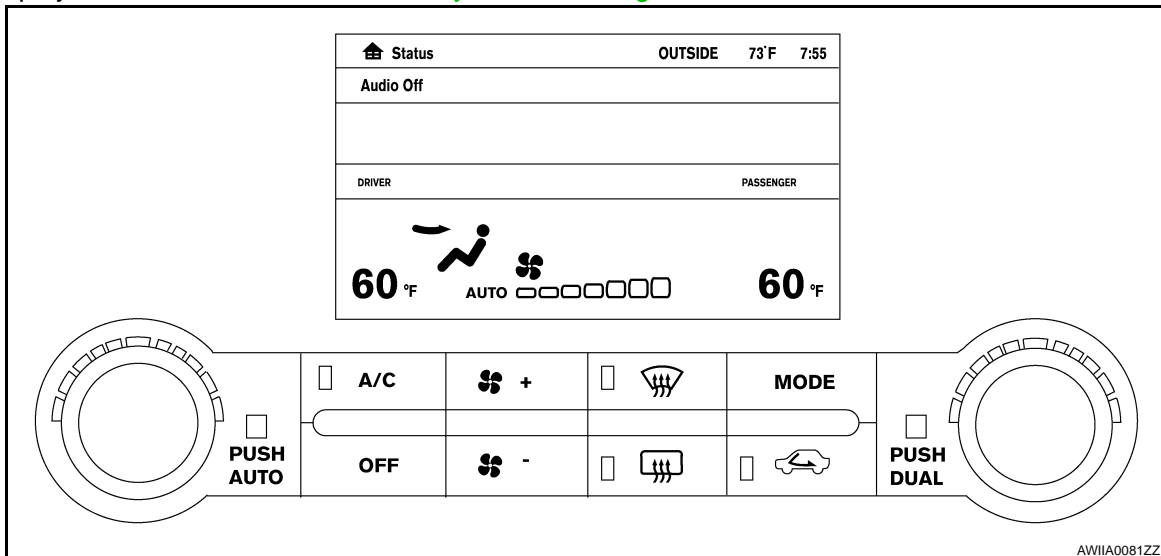 Status OUTSIDE 73°F 7:55
Audio Off
DRIVER PASSENGER
60 °F AUTO 60 °F
A/C + MODE
PUSH AUTO OFF - PUSH DUAL
AWIIA0081ZZ